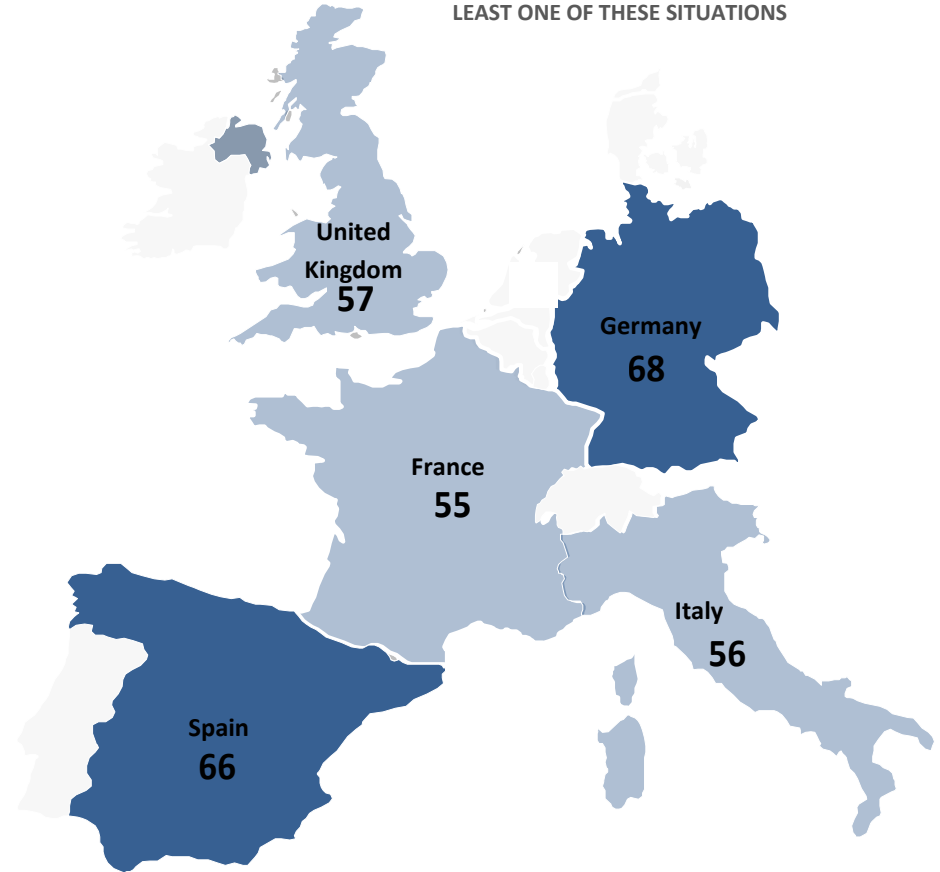 LEAST ONE OF THESE SITUATIONS
United
Kingdom
57
Germany
68
France
55
Italy
56
Spain
66